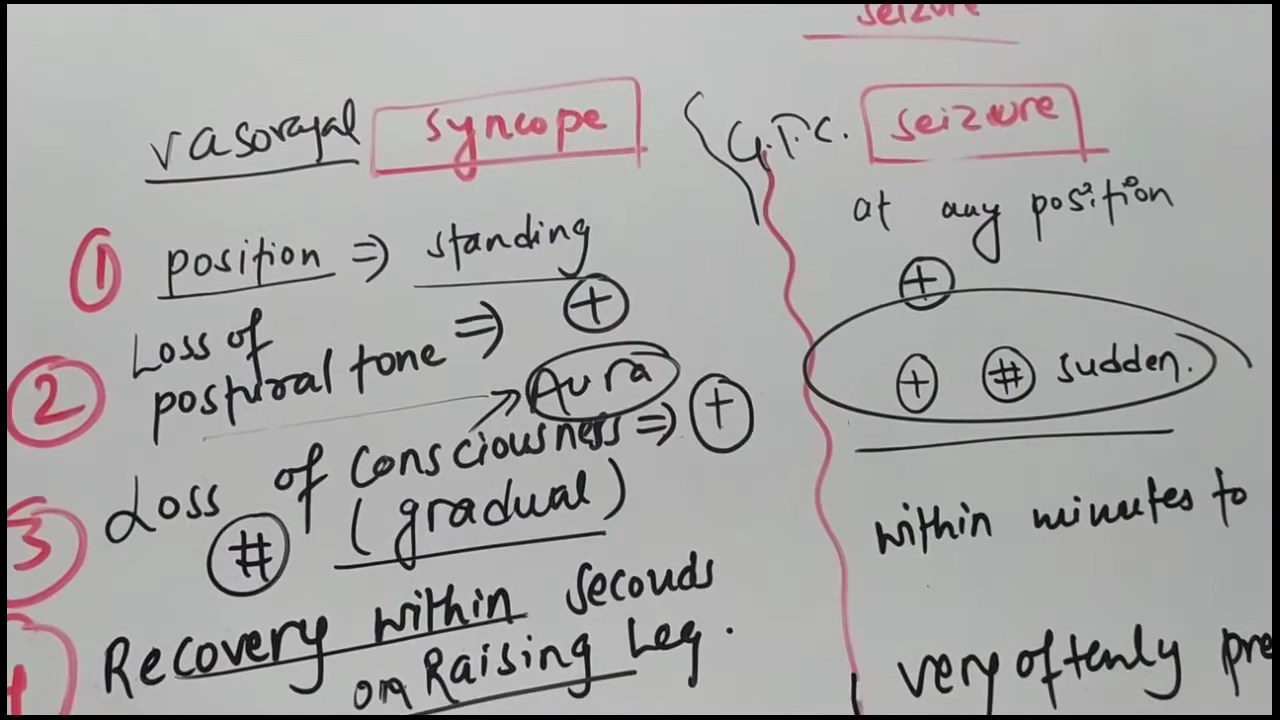 seizure
vasovagal syncope
G.T.C. seizure
① position ⇒ standing
at any position
② Loss of
postural tone ⇒ ⊕
⊕
Aura
③ Loss of consciousness ⇒ ⊕
(gradual)
#
⊕ # sudden.
Recovery within seconds
on Raising Leg.
within minutes to
very oftenly pre